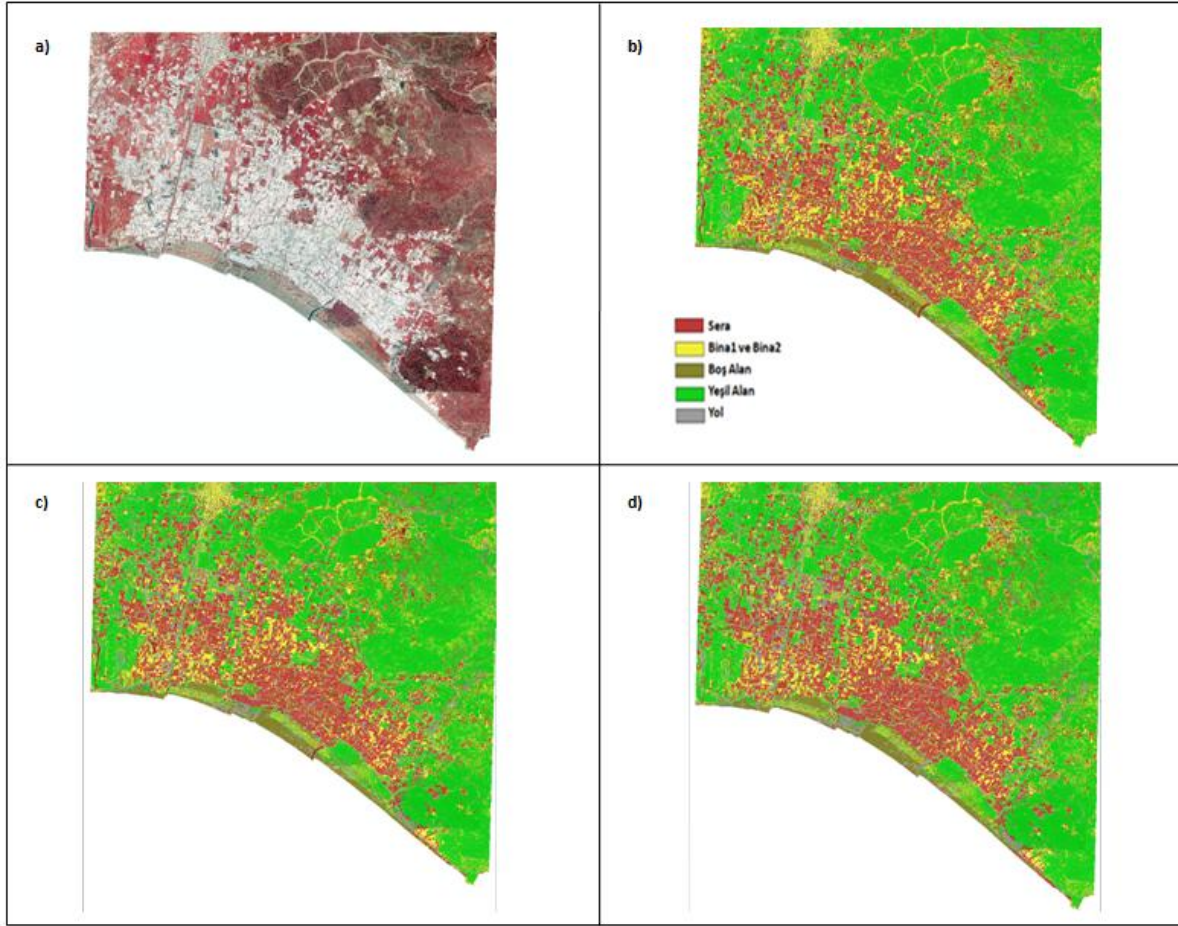 a)
b)
Sera
Bina1 ve Bina2
Boş Alan
Yeşil Alan
Yol
c)
d)